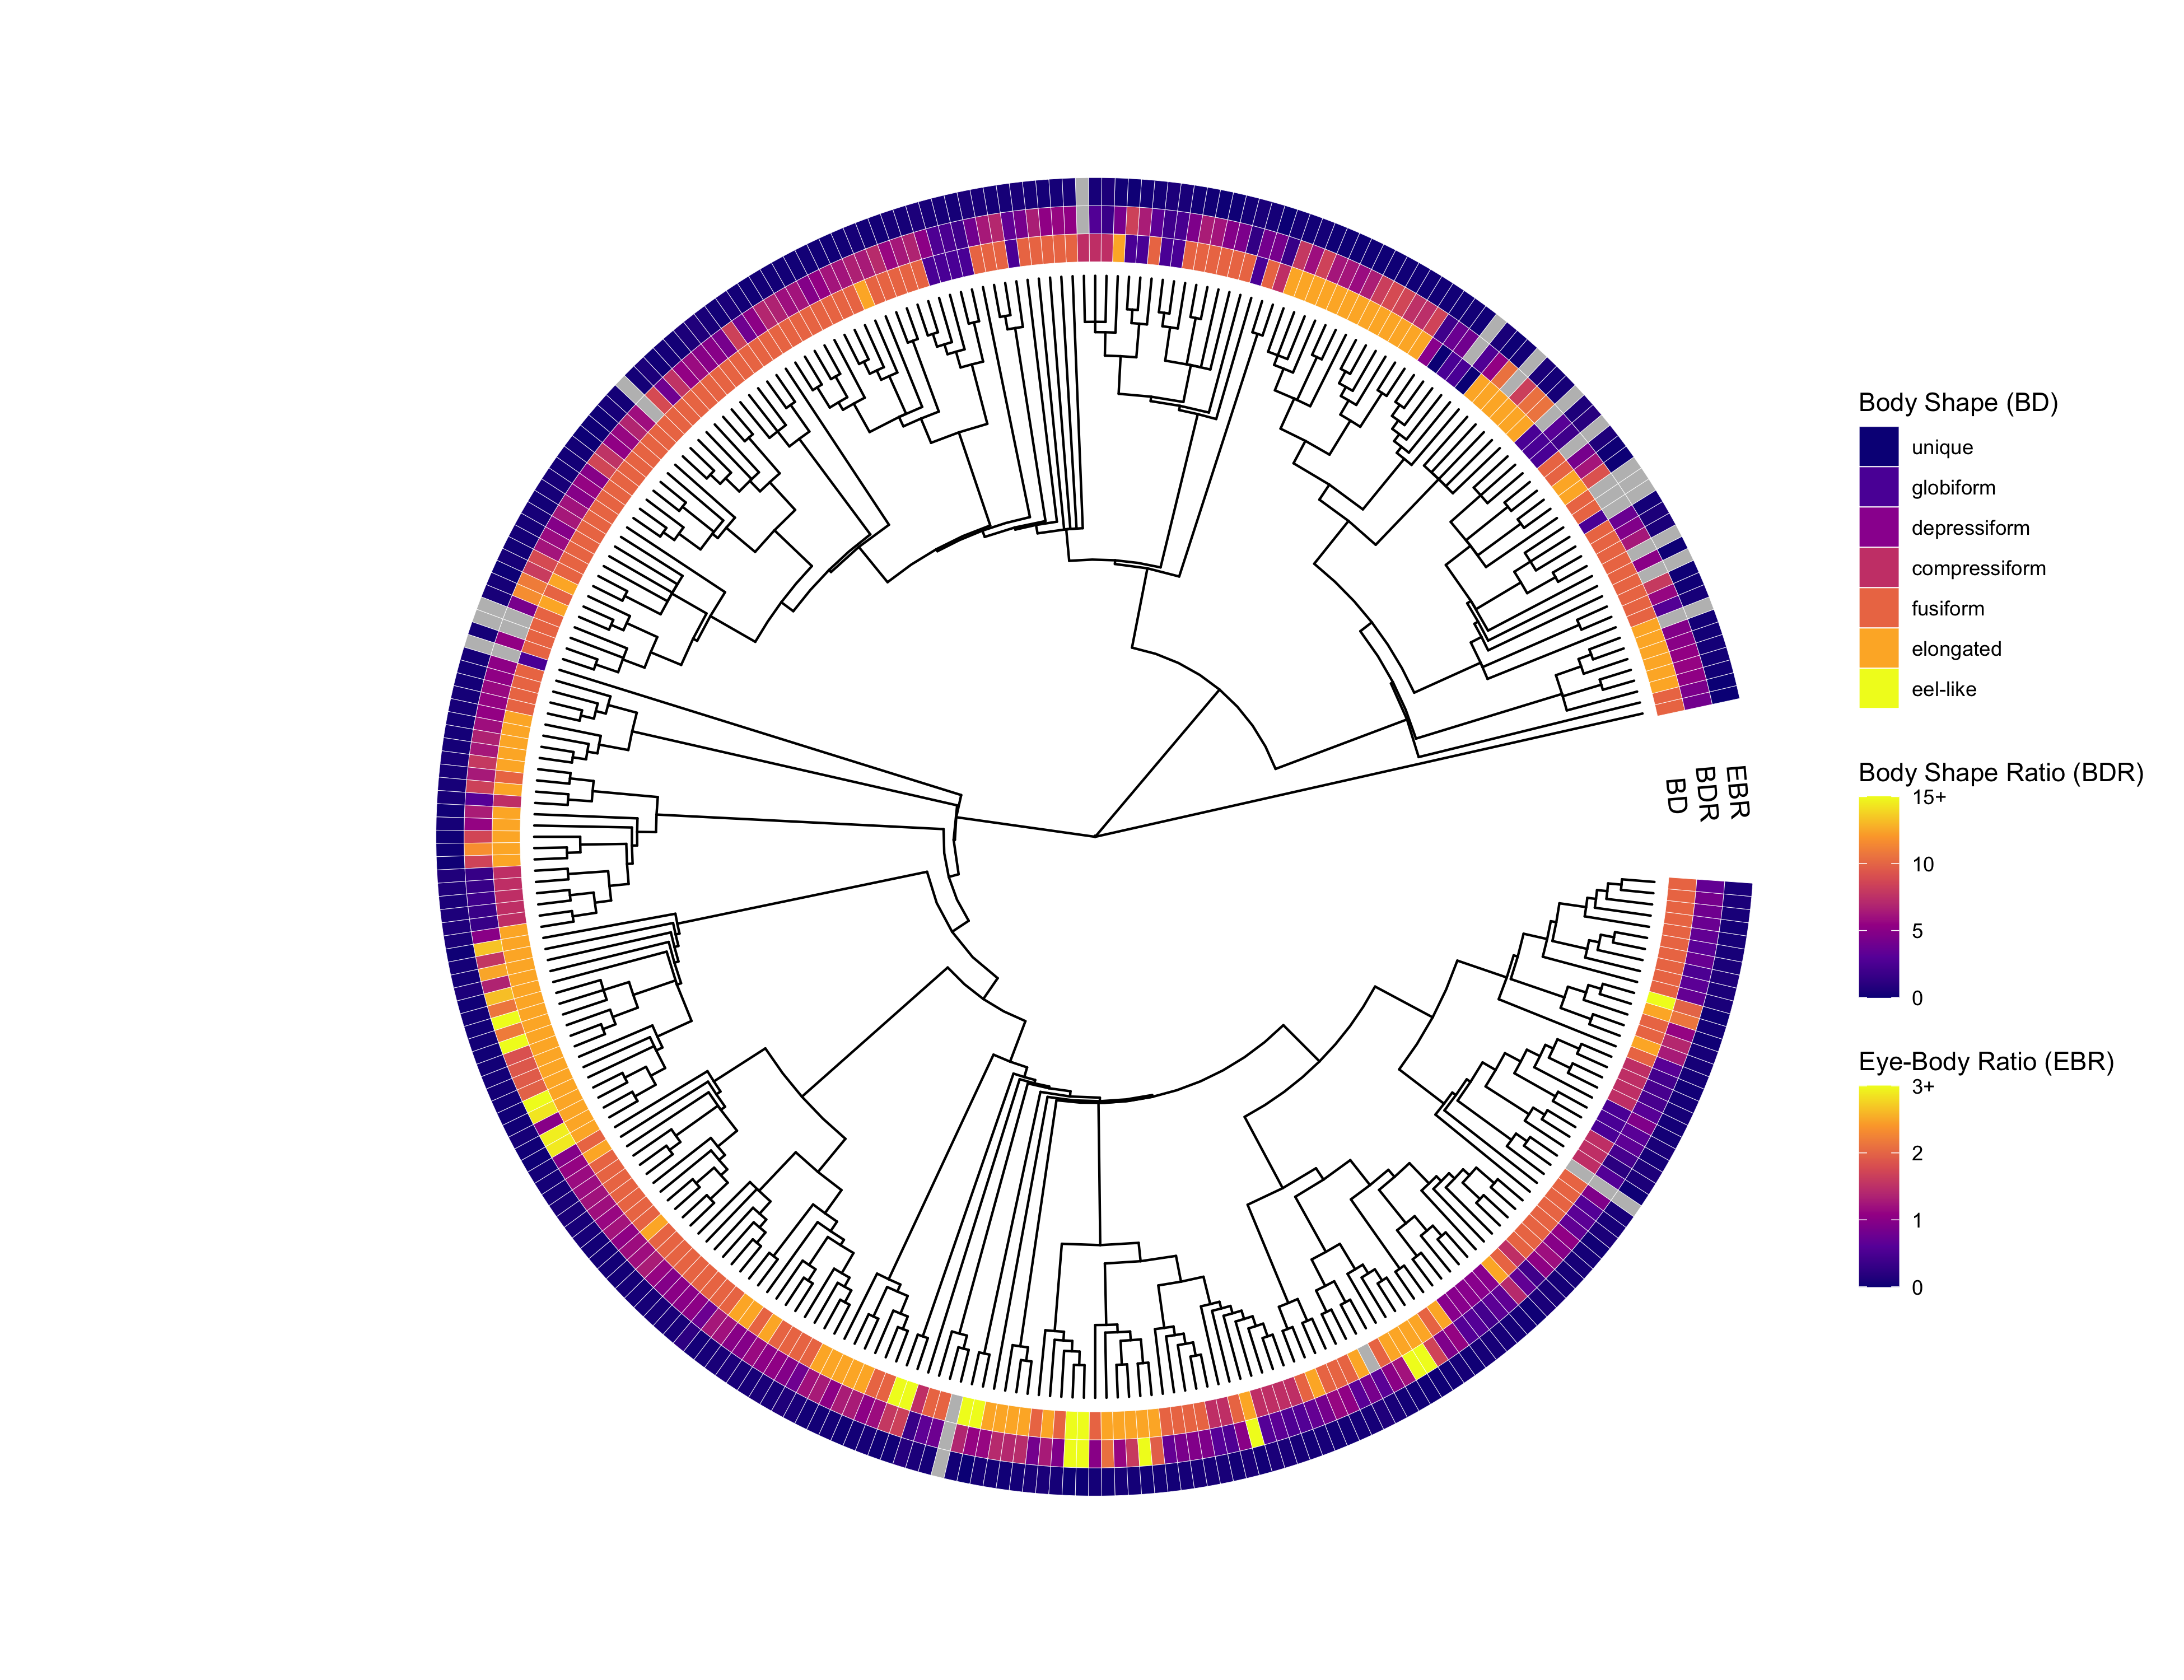 BD
BDR
EBR
Body Shape (BD)
unique
globiform
depressiform
compressiform
fusiform
elongated
eel-like
Body Shape Ratio (BDR)
15+
10
5
0
Eye-Body Ratio (EBR)
3+
2
1
0